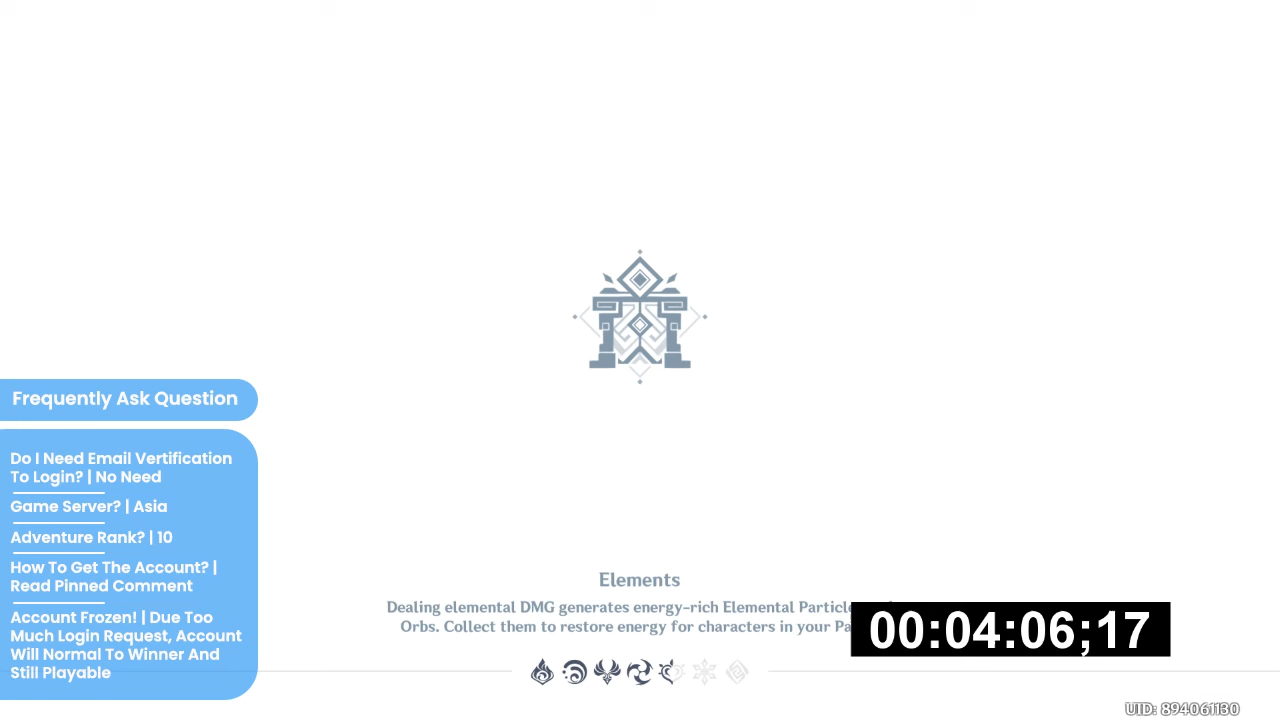 Frequently Ask Question
Do I Need Email Vertification
To Login? | No Need
Game Server? | Asia
Adventure Rank? | 10
How To Get The Account? |
Read Pinned Comment
Account Frozen! | Due Too
Much Login Request, Account
Will Normal To Winner And
Still Playable
Elements
Dealing elemental DMG generates energy-rich Elemental
Orbs. Collect them to restore energy for characters in your
00:04:06;17
UID: 894061130